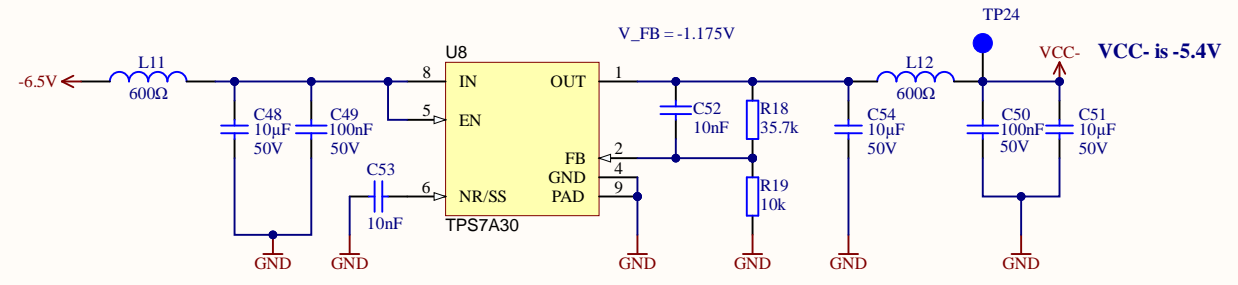 TP24
V_FB = -1.175V
VCC-
VCC- is -5.4V
-6.5V
L11
600Ω
U8
8
IN
OUT
1
L12
600Ω
C48
10µF
50V
C49
100nF
50V
5
EN
C52
10nF
R18
35.7k
C54
10µF
50V
C50
100nF
50V
C51
10µF
50V
FB
2
GND
4
C53
10nF
6
NR/SS
PAD
9
R19
10k
TPS7A30
GND
GND
GND
GND
GND
GND